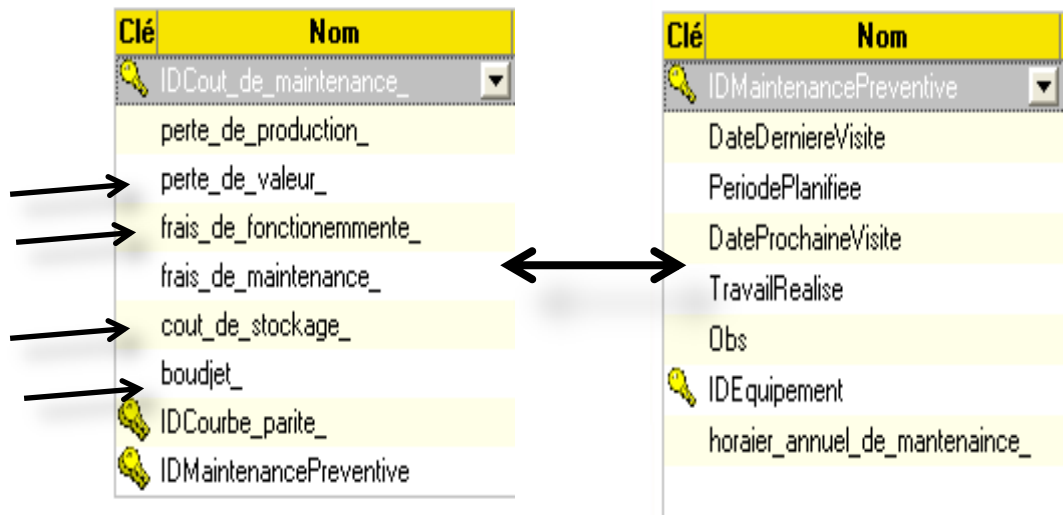 Clé Nom
IDCout_de_maintenance_
perte_de_production_
perte_de_valeur_
frais_de_fonctionemmente_
frais_de_maintenance_
cout_de_stockage_
boudjet_
IDCourbe_parite_
IDMaintenancePreventive
Clé Nom
IDMaintenancePreventive
DateDerniereVisite
PeriodePlanifiee
DateProchaineVisite
TravailRealise
Obs
IDEquipement
horaier_annuel_de_mantenaince_